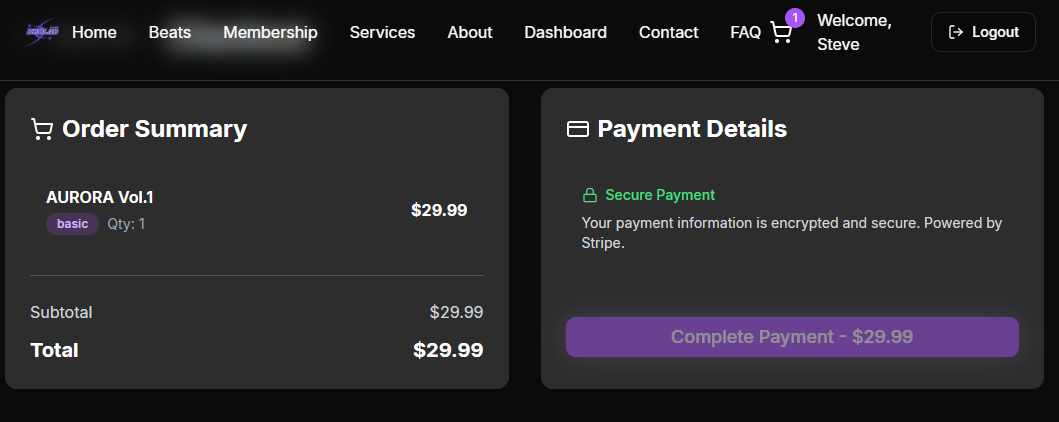 Home Beats Membership Services About Dashboard Contact FAQ 1 Welcome, Steve Logout
Order Summary
AURORA Vol.1
basic Qty: 1
$29.99
Subtotal $29.99
Total $29.99
Payment Details
Secure Payment
Your payment information is encrypted and secure. Powered by
Stripe.
Complete Payment - $29.99